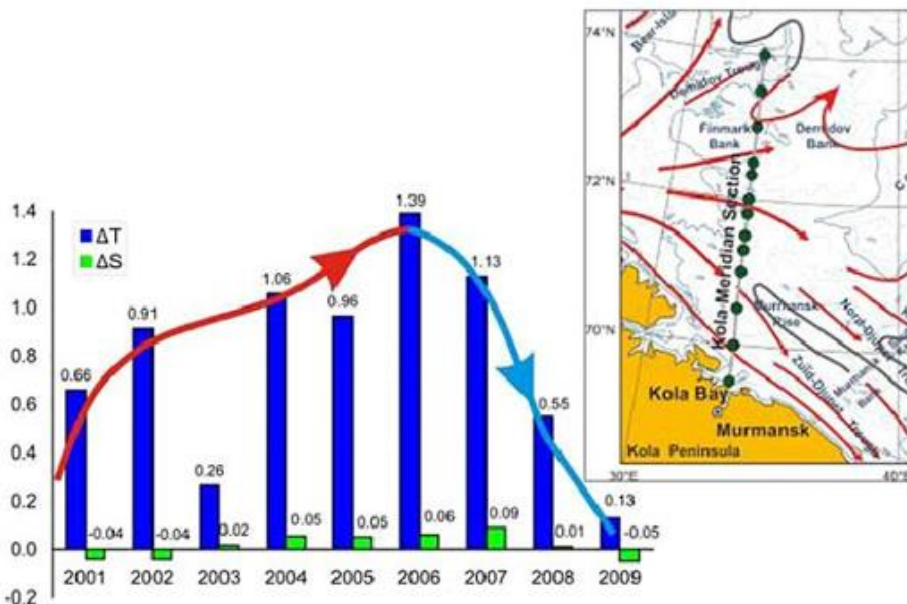 1.4
1.2
1.0
0.8
0.6
0.4
0.2
0.0
-0.2
ΔT
ΔS
0.66
-0.04
0.91
-0.04
0.26
0.02
1.06
0.05
0.96
0.05
1.39
0.06
1.13
0.09
0.55
0.01
0.13
-0.05
2001 2002 2003 2004 2005 2006 2007 2008 2009
74°N
72°N
70°N
30°E
Demidov
Finmark
Bank
Demidov
Bank
Kola-Meridian Section
Murmansk
Rise
Kola Bay
Murmansk
Kola Peninsula